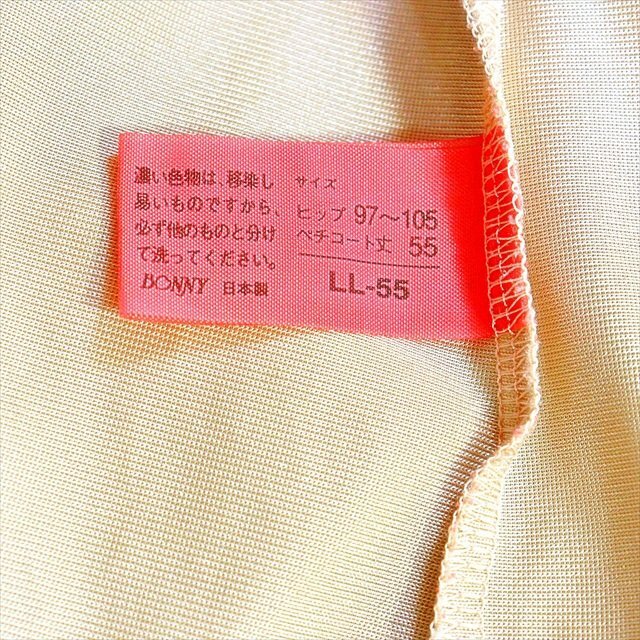 濃い色物は、移染し
易いものですから、
必ず他のものと分け
て洗ってください。
BONNY 日本製
サイズ
ヒップ 97～105
ペチコート丈 55
LL-55